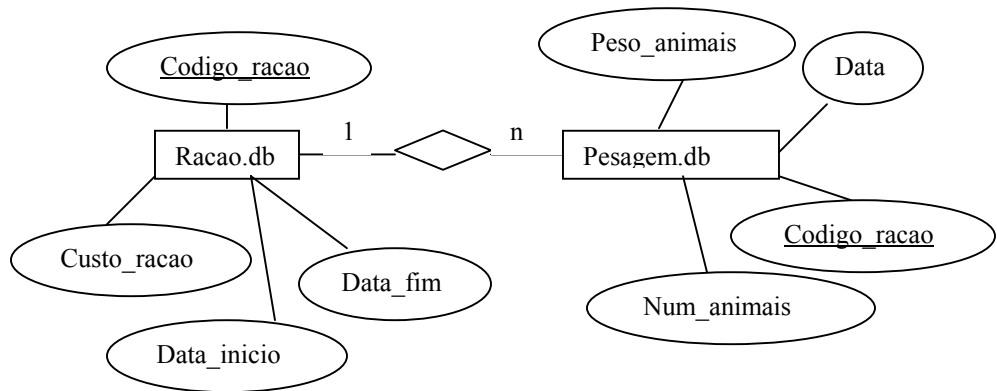 Codigo_racao
Peso_animais
Data
1
n
Racao.db
Pesagem.db
Codigo_racao
Custo_racao
Data_fim
Num_animais
Data_inicio